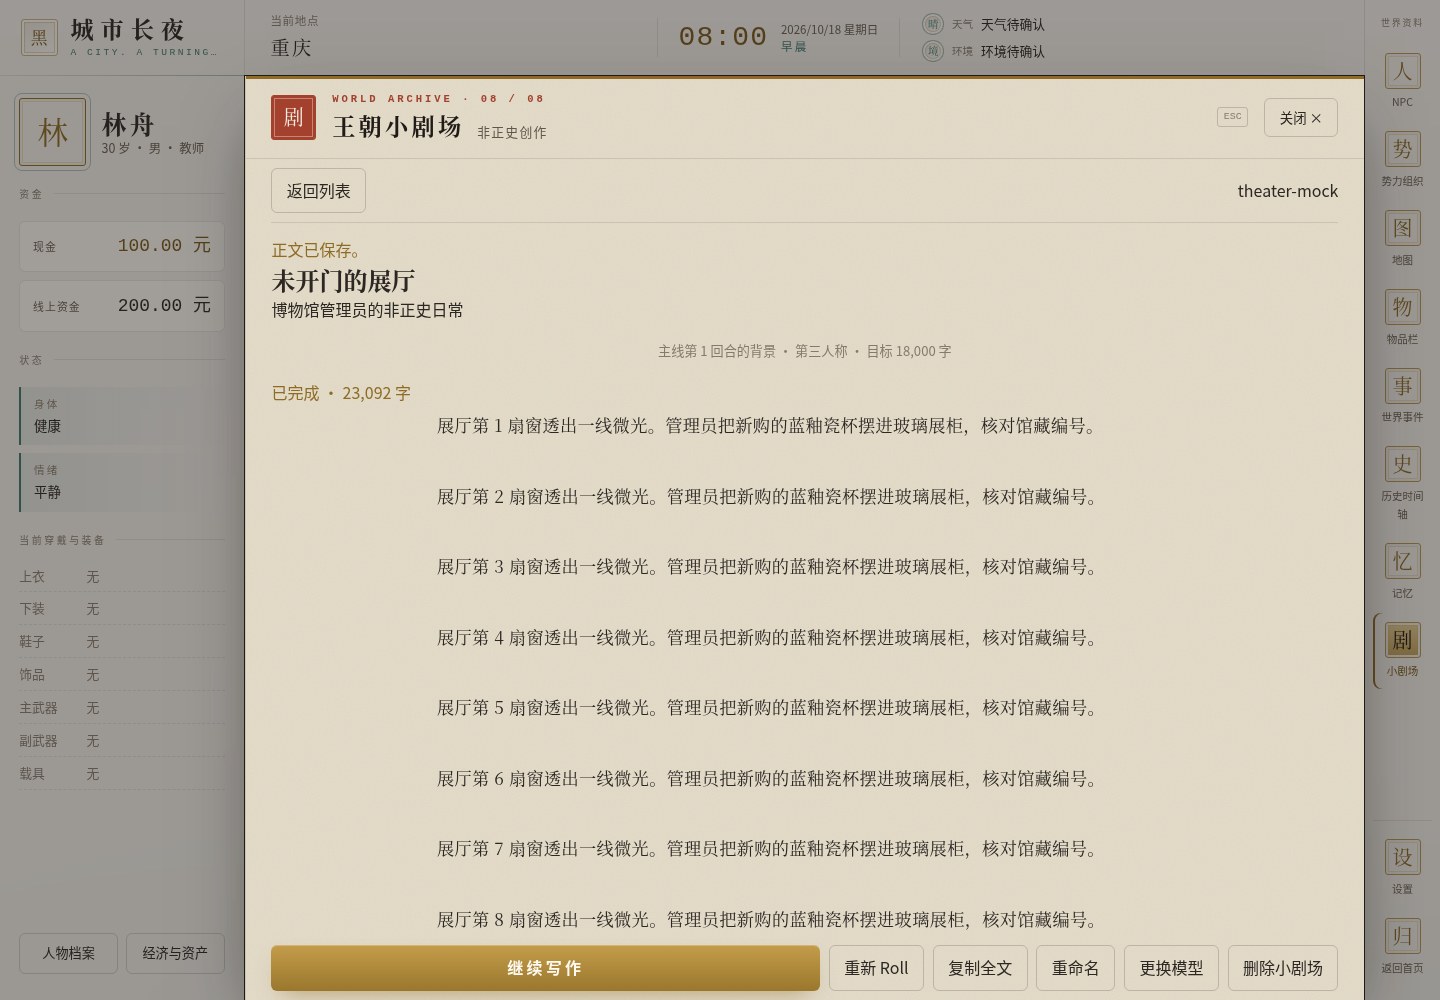 黑
城市长夜
A CITY. A TURNING…
当前地点
重庆
08:00
2026/10/18 星期日
早晨
晴 天气 天气待确认
境 环境 环境待确认
世界资料
林
林舟
30 岁 · 男 · 教师
资金
现金 100.00 元
线上资金 200.00 元
状态
身体
健康
情绪
平静
当前穿戴与装备
上衣 无
下装 无
鞋子 无
饰品 无
主武器 无
副武器 无
载具 无
人物档案
经济与资产
剧
WORLD ARCHIVE · 08 / 08
王朝小剧场 非正史创作
ESC
关闭 ×
返回列表
theater-mock
正文已保存。
未开门的展厅
博物馆管理员的非正史日常
主线第 1 回合的背景 · 第三人称 · 目标 18,000 字
已完成 · 23,092 字
展厅第 1 扇窗透出一线微光。管理员把新购的蓝釉瓷杯摆进玻璃展柜，核对馆藏编号。
展厅第 2 扇窗透出一线微光。管理员把新购的蓝釉瓷杯摆进玻璃展柜，核对馆藏编号。
展厅第 3 扇窗透出一线微光。管理员把新购的蓝釉瓷杯摆进玻璃展柜，核对馆藏编号。
展厅第 4 扇窗透出一线微光。管理员把新购的蓝釉瓷杯摆进玻璃展柜，核对馆藏编号。
展厅第 5 扇窗透出一线微光。管理员把新购的蓝釉瓷杯摆进玻璃展柜，核对馆藏编号。
展厅第 6 扇窗透出一线微光。管理员把新购的蓝釉瓷杯摆进玻璃展柜，核对馆藏编号。
展厅第 7 扇窗透出一线微光。管理员把新购的蓝釉瓷杯摆进玻璃展柜，核对馆藏编号。
展厅第 8 扇窗透出一线微光。管理员把新购的蓝釉瓷杯摆进玻璃展柜，核对馆藏编号。
继续写作
重新 Roll
复制全文
重命名
更换模型
删除小剧场
人
NPC
势
势力组织
图
地图
物
物品栏
事
世界事件
史
历史时间
轴
忆
记忆
剧
小剧场
设
设置
归
返回首页